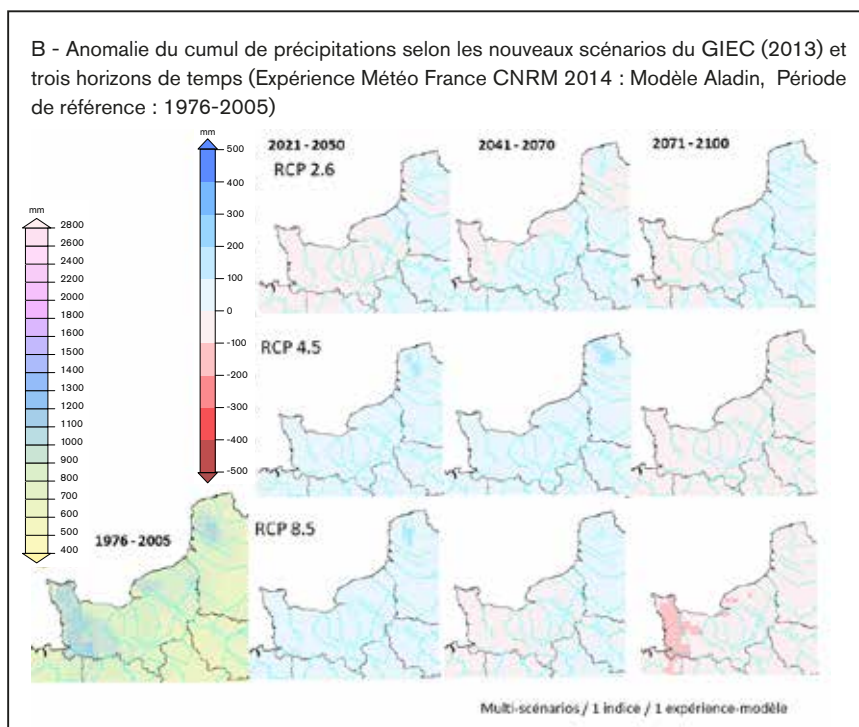 B - Anomalie du cumul de précipitations selon les nouveaux scénarios du GIEC (2013) et
trois horizons de temps (Expérience Météo France CNRM 2014 : Modèle Aladin, Période
de référence : 1976-2005)
mm
500
400
300
200
100
0
-100
-200
-300
-400
-500
2021 - 2050
2041 - 2070
2071 - 2100
RCP 2.6
mm
2800
2600
2400
2200
2000
1800
1600
1500
1400
1300
1200
1100
1000
900
800
700
600
500
400
RCP 4.5
1976 - 2005
RCP 8.5
Multi-scénarios / 1 indice / 1 expérience-modèle